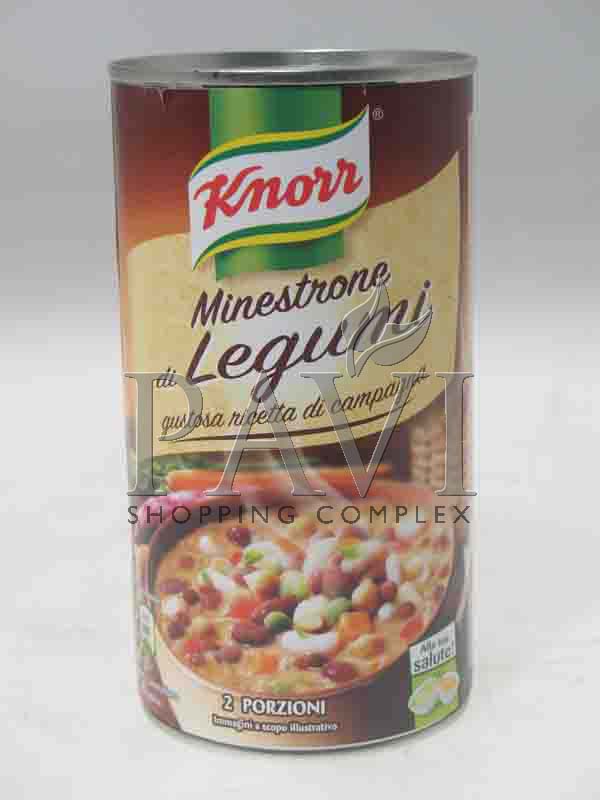 Knorr®
Minestrone
di Legumi
gustosa ricetta di campagna
PAVI
SHOPPING COMPLEX
Alla tua
salute!
2 PORZIONI
Immagini a scopo illustrativo